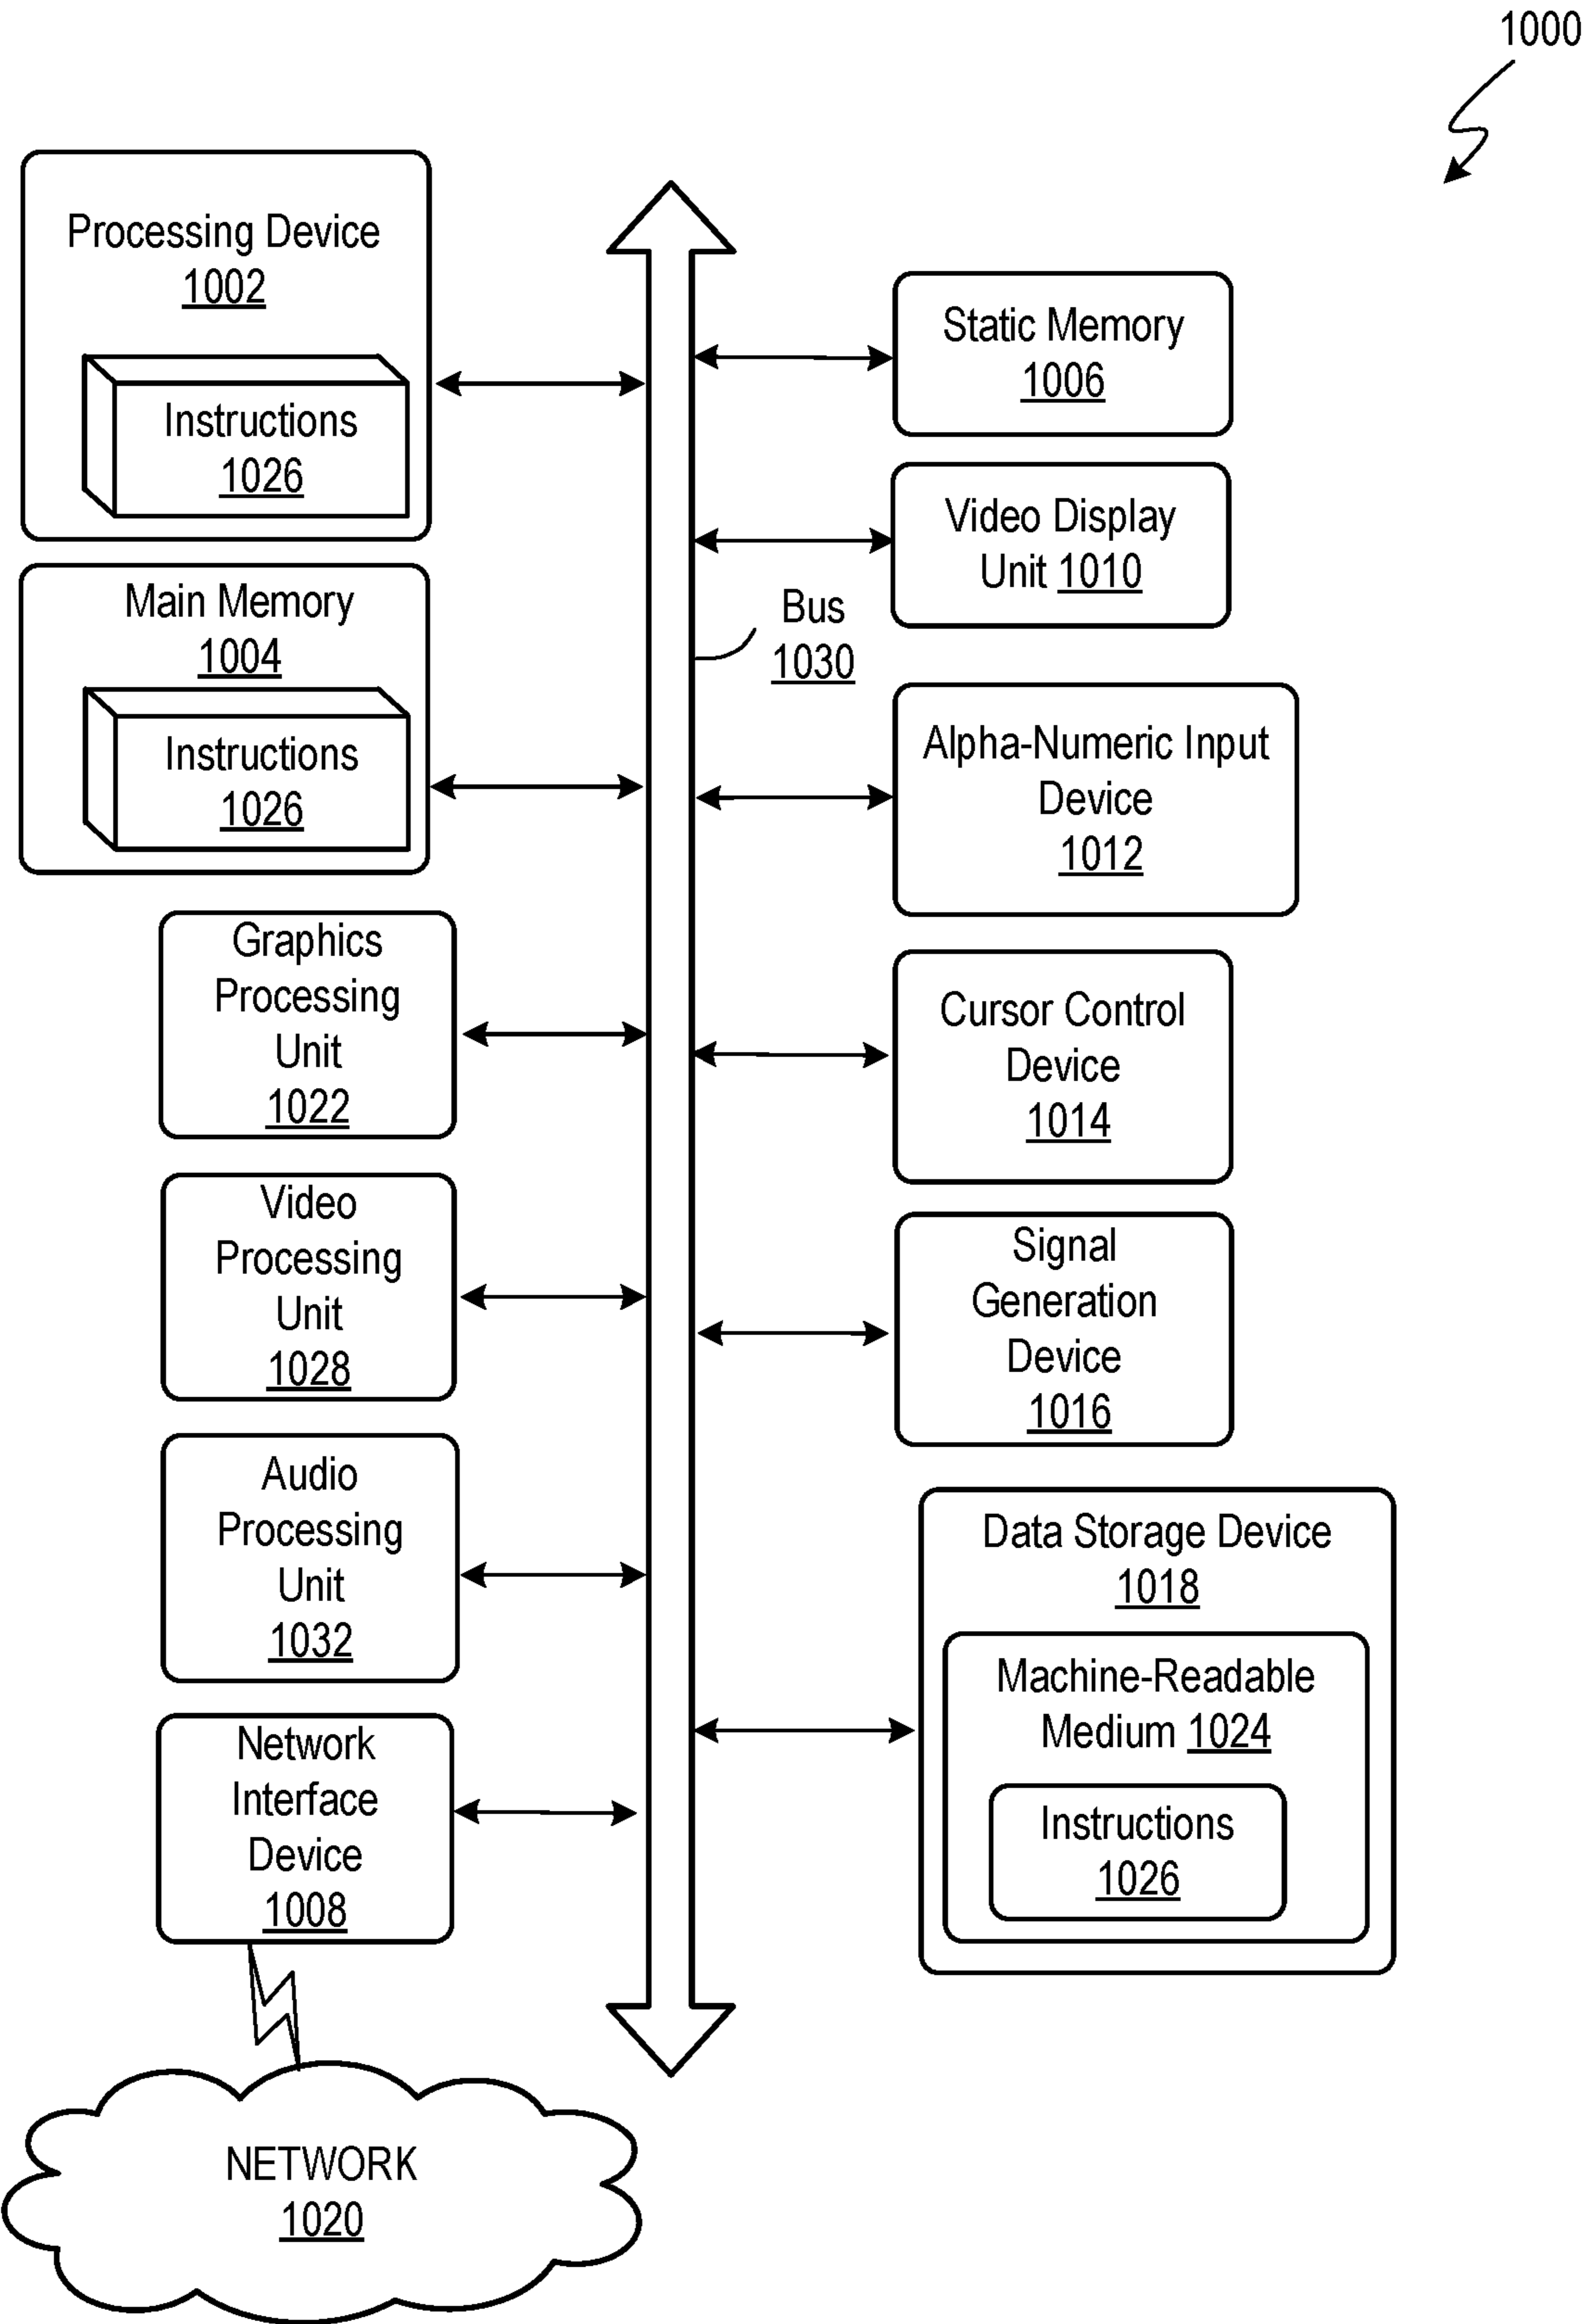 1000
Processing Device
1002
Instructions
1026
Main Memory
1004
Instructions
1026
Graphics
Processing
Unit
1022
Video
Processing
Unit
1028
Audio
Processing
Unit
1032
Network
Interface
Device
1008
NETWORK
1020
Bus
1030
Static Memory
1006
Video Display
Unit 1010
Alpha-Numeric Input
Device
1012
Cursor Control
Device
1014
Signal
Generation
Device
1016
Data Storage Device
1018
Machine-Readable
Medium 1024
Instructions
1026